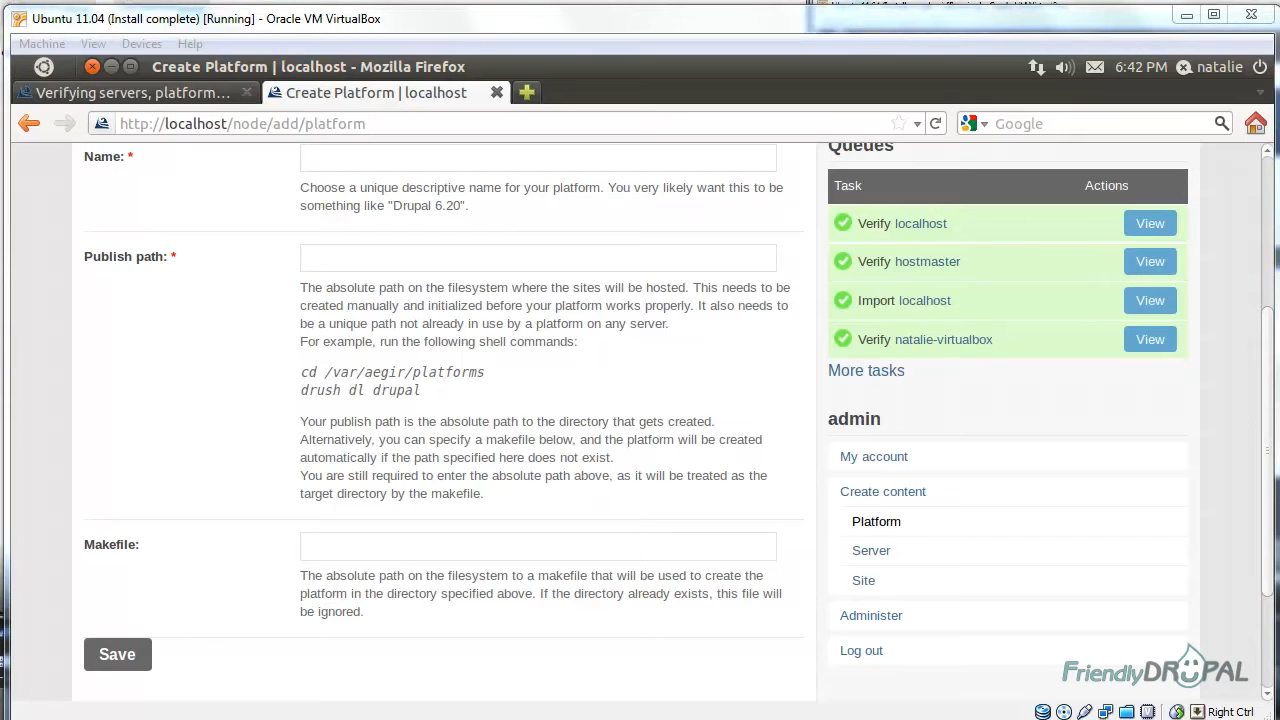 Ubuntu 11.04 (Install complete) [Running] - Oracle VM VirtualBox
Machine View Devices Help
Create Platform | localhost - Mozilla Firefox
6:42 PM natalie
Verifying servers, platform...
Create Platform | localhost
http://localhost/node/add/platform
Google
Name: *
Choose a unique descriptive name for your platform. You very likely want this to be
something like "Drupal 6.20".
Publish path: *
The absolute path on the filesystem where the sites will be hosted. This needs to be
created manually and initialized before your platform works properly. It also needs to
be a unique path not already in use by a platform on any server.
For example, run the following shell commands:
cd /var/aegir/platforms
drush dl drupal
Your publish path is the absolute path to the directory that gets created.
Alternatively, you can specify a makefile below, and the platform will be created
automatically if the path specified here does not exist.
You are still required to enter the absolute path above, as it will be treated as the
target directory by the makefile.
Makefile:
The absolute path on the filesystem to a makefile that will be used to create the
platform in the directory specified above. If the directory already exists, this file will
be ignored.
Save
Queues
Task Actions
Verify localhost View
Verify hostmaster View
Import localhost View
Verify natalie-virtualbox View
More tasks
admin
My account
Create content
Platform
Server
Site
Administer
Log out
FriendlyDRUPAL
Right Ctrl